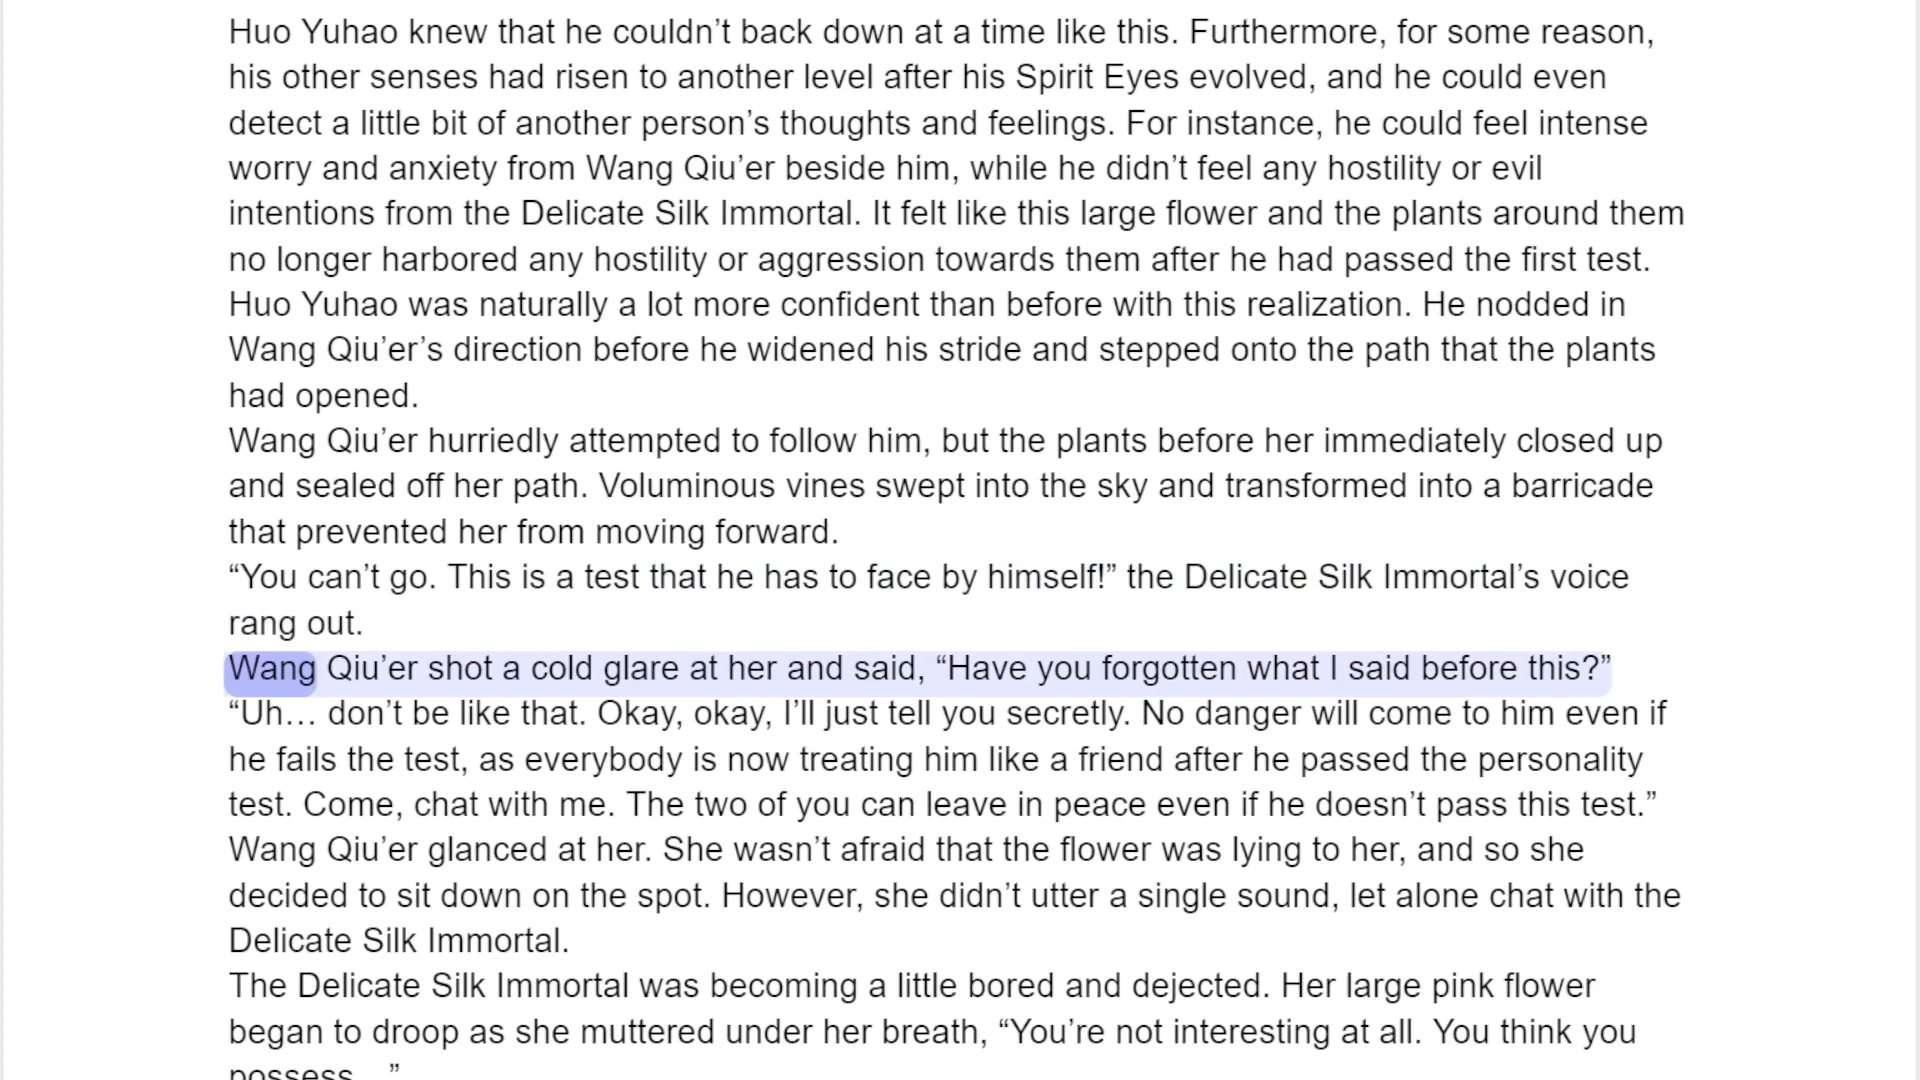 Huo Yuhao knew that he couldn’t back down at a time like this. Furthermore, for some reason,
his other senses had risen to another level after his Spirit Eyes evolved, and he could even
detect a little bit of another person’s thoughts and feelings. For instance, he could feel intense
worry and anxiety from Wang Qiu’er beside him, while he didn’t feel any hostility or evil
intentions from the Delicate Silk Immortal. It felt like this large flower and the plants around them
no longer harbored any hostility or aggression towards them after he had passed the first test.
Huo Yuhao was naturally a lot more confident than before with this realization. He nodded in
Wang Qiu’er’s direction before he widened his stride and stepped onto the path that the plants
had opened.
Wang Qiu’er hurriedly attempted to follow him, but the plants before her immediately closed up
and sealed off her path. Voluminous vines swept into the sky and transformed into a barricade
that prevented her from moving forward.
“You can’t go. This is a test that he has to face by himself!” the Delicate Silk Immortal’s voice
rang out.
Wang Qiu’er shot a cold glare at her and said, “Have you forgotten what I said before this?”
“Uh… don’t be like that. Okay, okay, I’ll just tell you secretly. No danger will come to him even if
he fails the test, as everybody is now treating him like a friend after he passed the personality
test. Come, chat with me. The two of you can leave in peace even if he doesn’t pass this test.”
Wang Qiu’er glanced at her. She wasn’t afraid that the flower was lying to her, and so she
decided to sit down on the spot. However, she didn’t utter a single sound, let alone chat with the
Delicate Silk Immortal.
The Delicate Silk Immortal was becoming a little bored and dejected. Her large pink flower
began to droop as she muttered under her breath, “You’re not interesting at all. You think you
possess…”